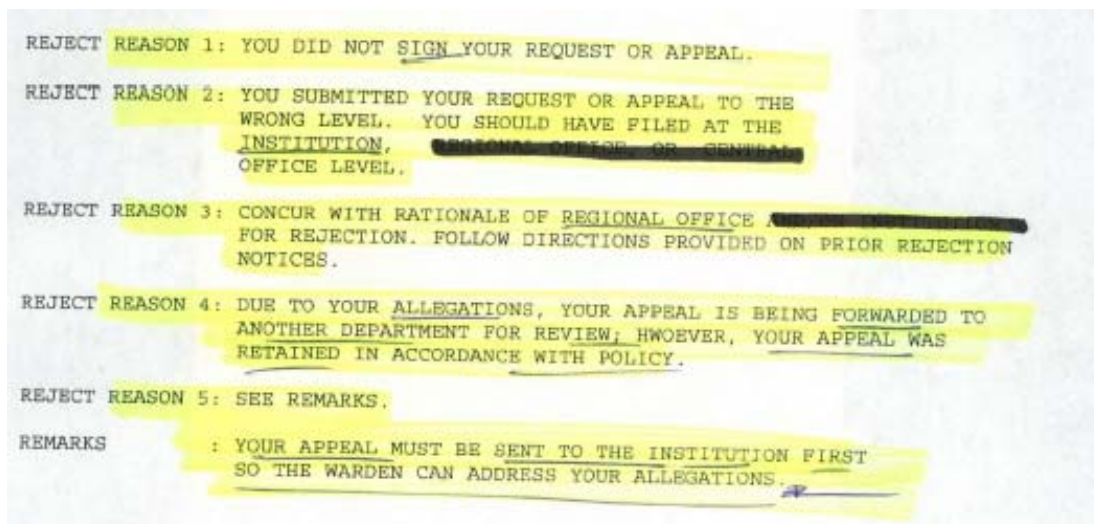 REJECT REASON 1: YOU DID NOT SIGN YOUR REQUEST OR APPEAL.
REJECT REASON 2: YOU SUBMITTED YOUR REQUEST OR APPEAL TO THE
WRONG LEVEL. YOU SHOULD HAVE FILED AT THE
INSTITUTION, REGIONAL OFFICE, OR CENTRAL
OFFICE LEVEL.
REJECT REASON 3: CONCUR WITH RATIONALE OF REGIONAL OFFICE
FOR REJECTION. FOLLOW DIRECTIONS PROVIDED ON PRIOR REJECTION
NOTICES.
REJECT REASON 4: DUE TO YOUR ALLEGATIONS, YOUR APPEAL IS BEING FORWARDED TO
ANOTHER DEPARTMENT FOR REVIEW; HWOEVER, YOUR APPEAL WAS
RETAINED IN ACCORDANCE WITH POLICY.
REJECT REASON 5: SEE REMARKS.
REMARKS : YOUR APPEAL MUST BE SENT TO THE INSTITUTION FIRST
SO THE WARDEN CAN ADDRESS YOUR ALLEGATIONS.